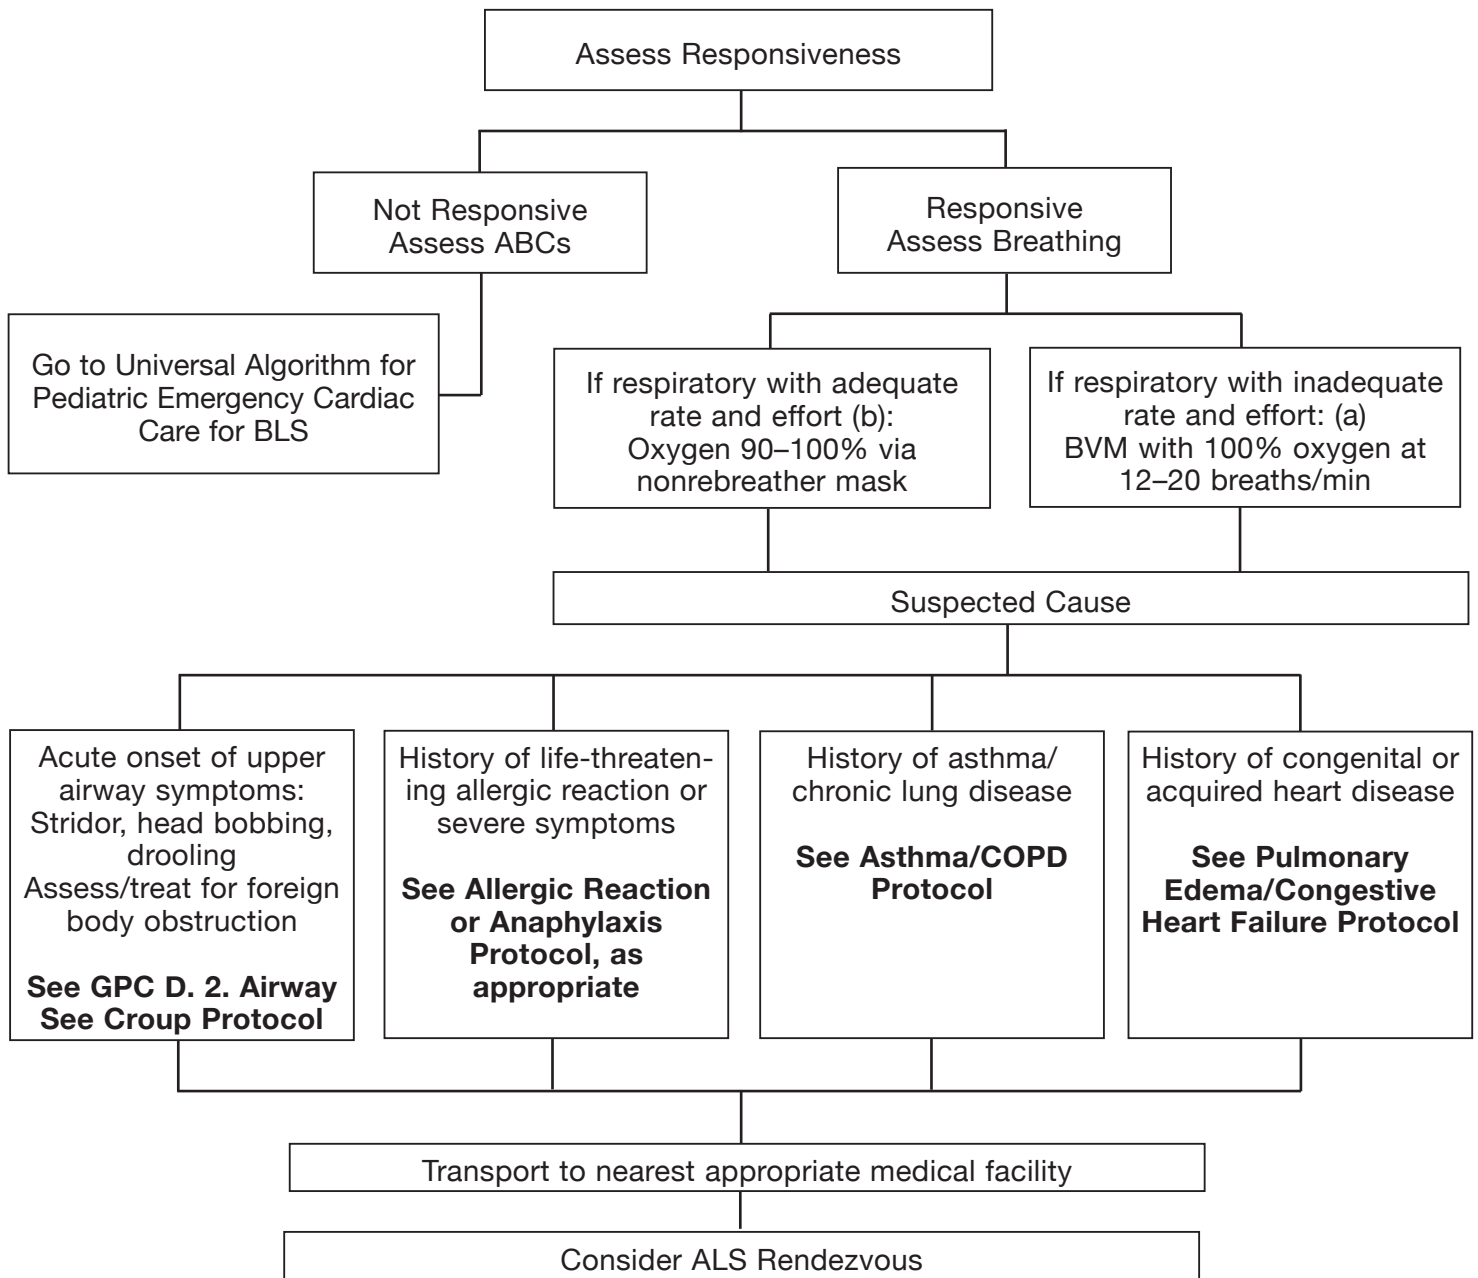 Assess Responsiveness
Not Responsive
Assess ABCs
Responsive
Assess Breathing
Go to Universal Algorithm for
Pediatric Emergency Cardiac
Care for BLS
If respiratory with adequate
rate and effort (b):
Oxygen 90–100% via
nonrebreather mask
If respiratory with inadequate
rate and effort: (a)
BVM with 100% oxygen at
12–20 breaths/min
Suspected Cause
Acute onset of upper
airway symptoms:
Stridor, head bobbing,
drooling
Assess/treat for foreign
body obstruction
See GPC D. 2. Airway
See Croup Protocol
History of life-threaten-
ing allergic reaction or
severe symptoms
See Allergic Reaction
or Anaphylaxis
Protocol, as
appropriate
History of asthma/
chronic lung disease
See Asthma/COPD
Protocol
History of congenital or
acquired heart disease
See Pulmonary
Edema/Congestive
Heart Failure Protocol
Transport to nearest appropriate medical facility
Consider ALS Rendezvous